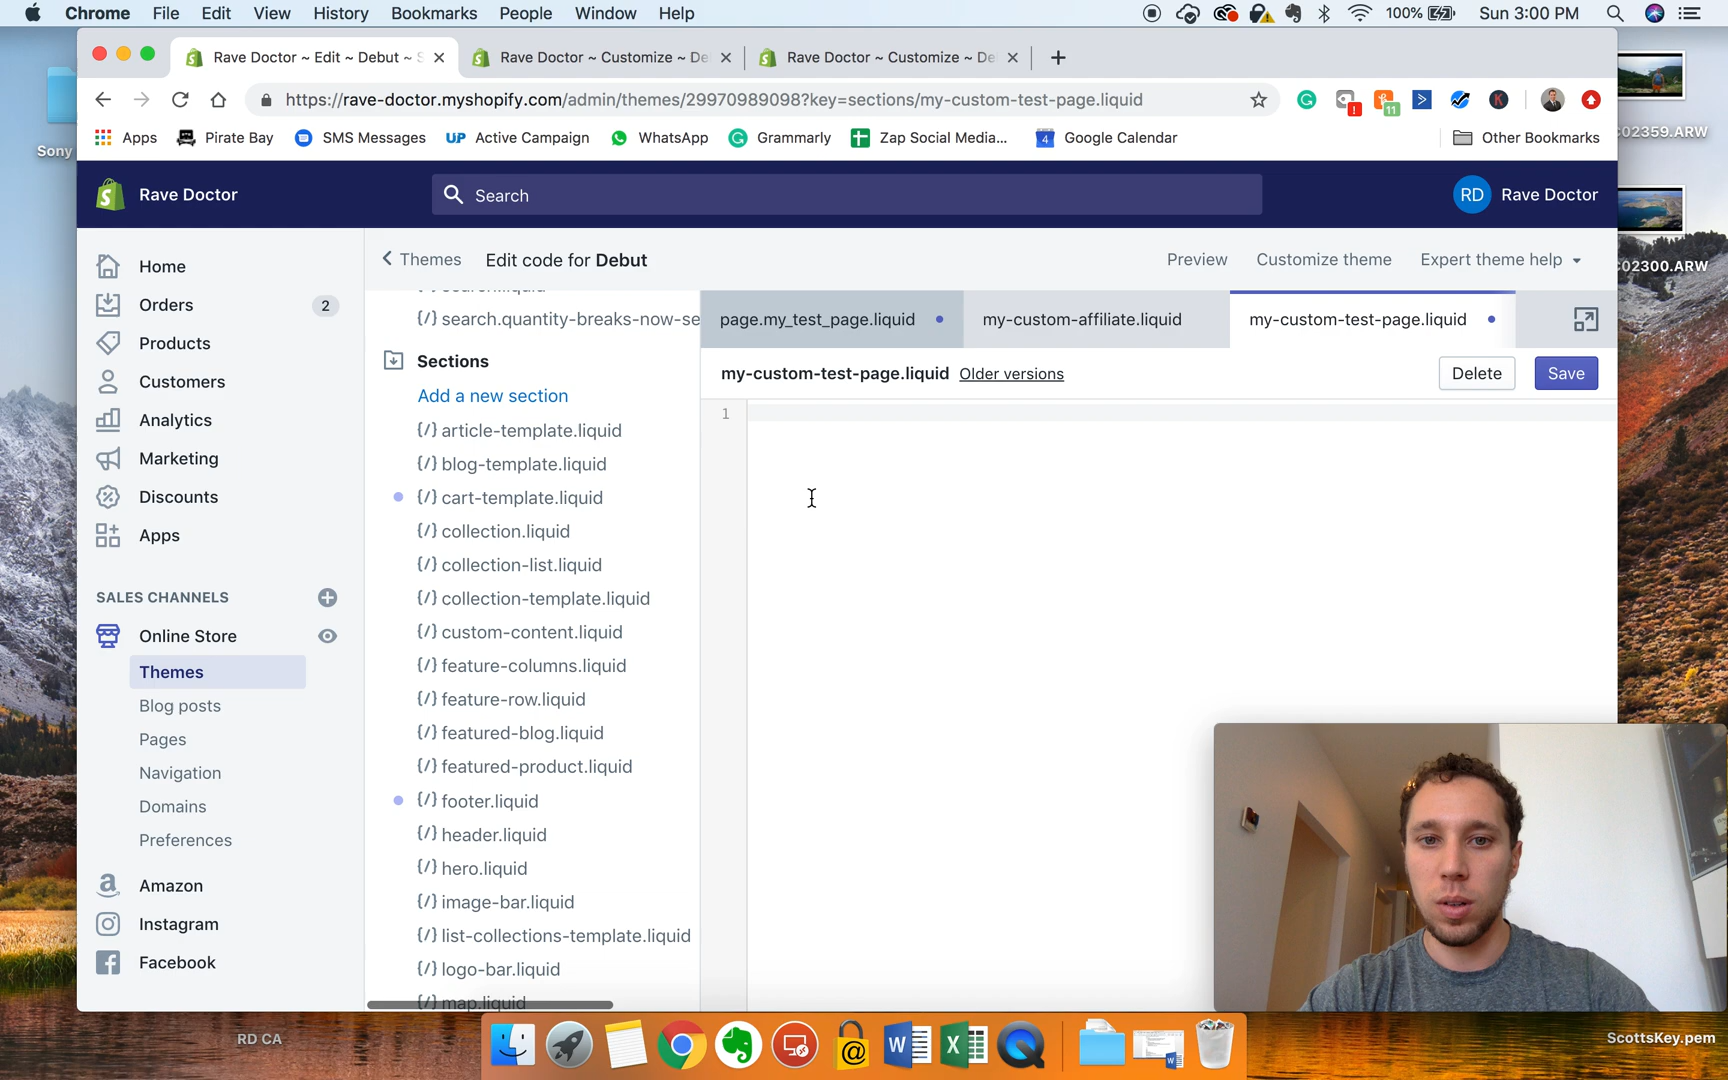 Chrome File Edit View History Bookmarks People Window Help
100% Sun 3:00 PM
Rave Doctor ~ Edit ~ Debut ~ S
Rave Doctor ~ Customize ~ De
Rave Doctor ~ Customize ~ De
https://rave-doctor.myshopify.com/admin/themes/29970989098?key=sections/my-custom-test-page.liquid
11
Apps Pirate Bay SMS Messages UP Active Campaign WhatsApp Grammarly Zap Social Media... 4 Google Calendar Other Bookmarks
Sony
C02359.ARW
C02300.ARW
Rave Doctor
Search
RD Rave Doctor
Home
Orders 2
Products
Customers
Analytics
Marketing
Discounts
Apps
SALES CHANNELS
Online Store
Themes
Blog posts
Pages
Navigation
Domains
Preferences
Amazon
Instagram
Facebook
Themes Edit code for Debut
Preview Customize theme Expert theme help
search.liquid
{/} search.quantity-breaks-now-se
Sections
Add a new section
{/} article-template.liquid
{/} blog-template.liquid
{/} cart-template.liquid
{/} collection.liquid
{/} collection-list.liquid
{/} collection-template.liquid
{/} custom-content.liquid
{/} feature-columns.liquid
{/} feature-row.liquid
{/} featured-blog.liquid
{/} featured-product.liquid
{/} footer.liquid
{/} header.liquid
{/} hero.liquid
{/} image-bar.liquid
{/} list-collections-template.liquid
{/} logo-bar.liquid
{/} map.liquid
page.my_test_page.liquid my-custom-affiliate.liquid my-custom-test-page.liquid
my-custom-test-page.liquid Older versions
Delete Save
1
RD CA
ScottsKey.pem